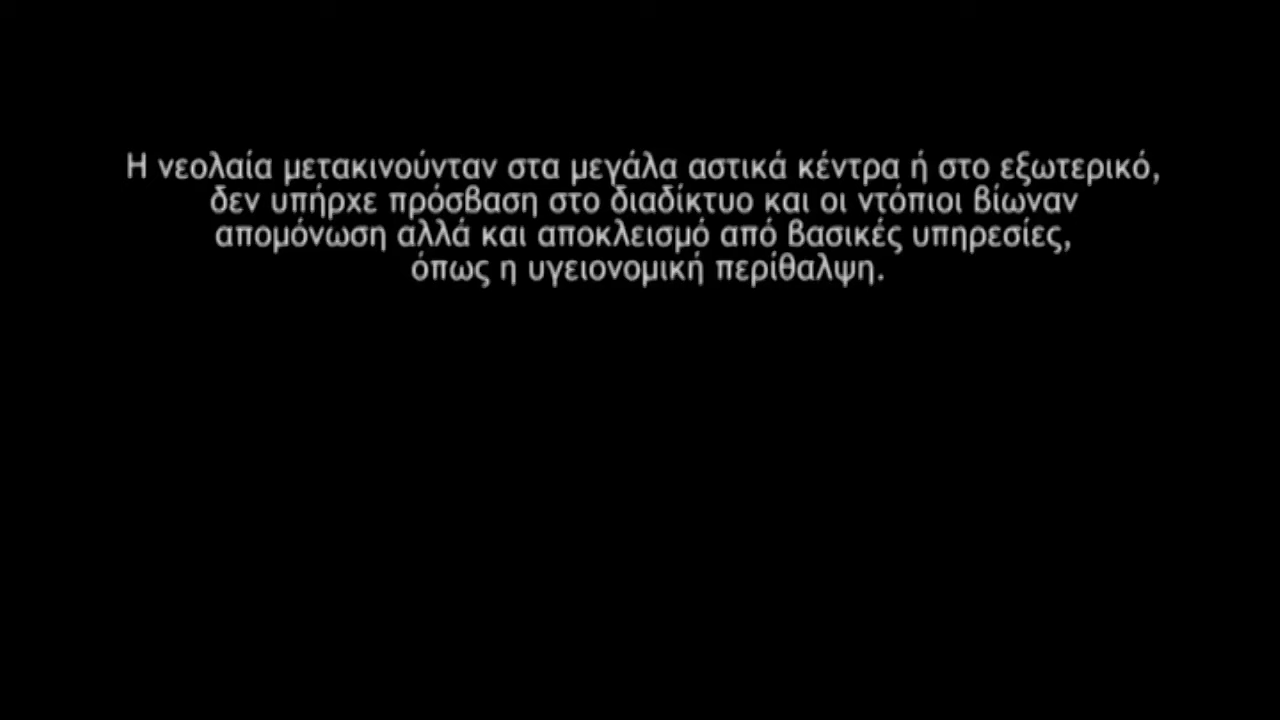 Η νεολαία μετακινούνταν στα μεγάλα αστικά κέντρα ή στο εξωτερικό,
δεν υπήρχε πρόσβαση στο διαδίκτυο και οι ντόπιοι βίωναν
απομόνωση αλλά και αποκλεισμό από βασικές υπηρεσίες,
όπως η υγειονομική περίθαλψη.